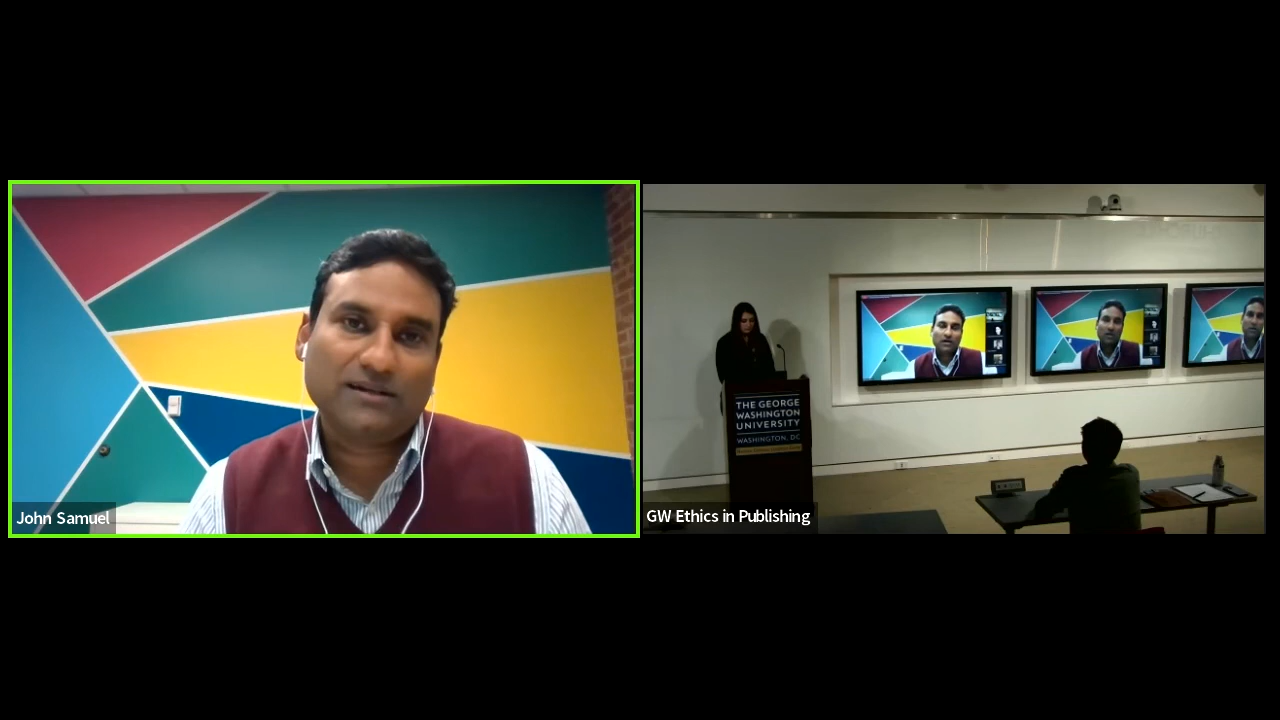 John Samuel
THE GEORGE
WASHINGTON
UNIVERSITY
WASHINGTON, DC
GW Ethics in Publishing